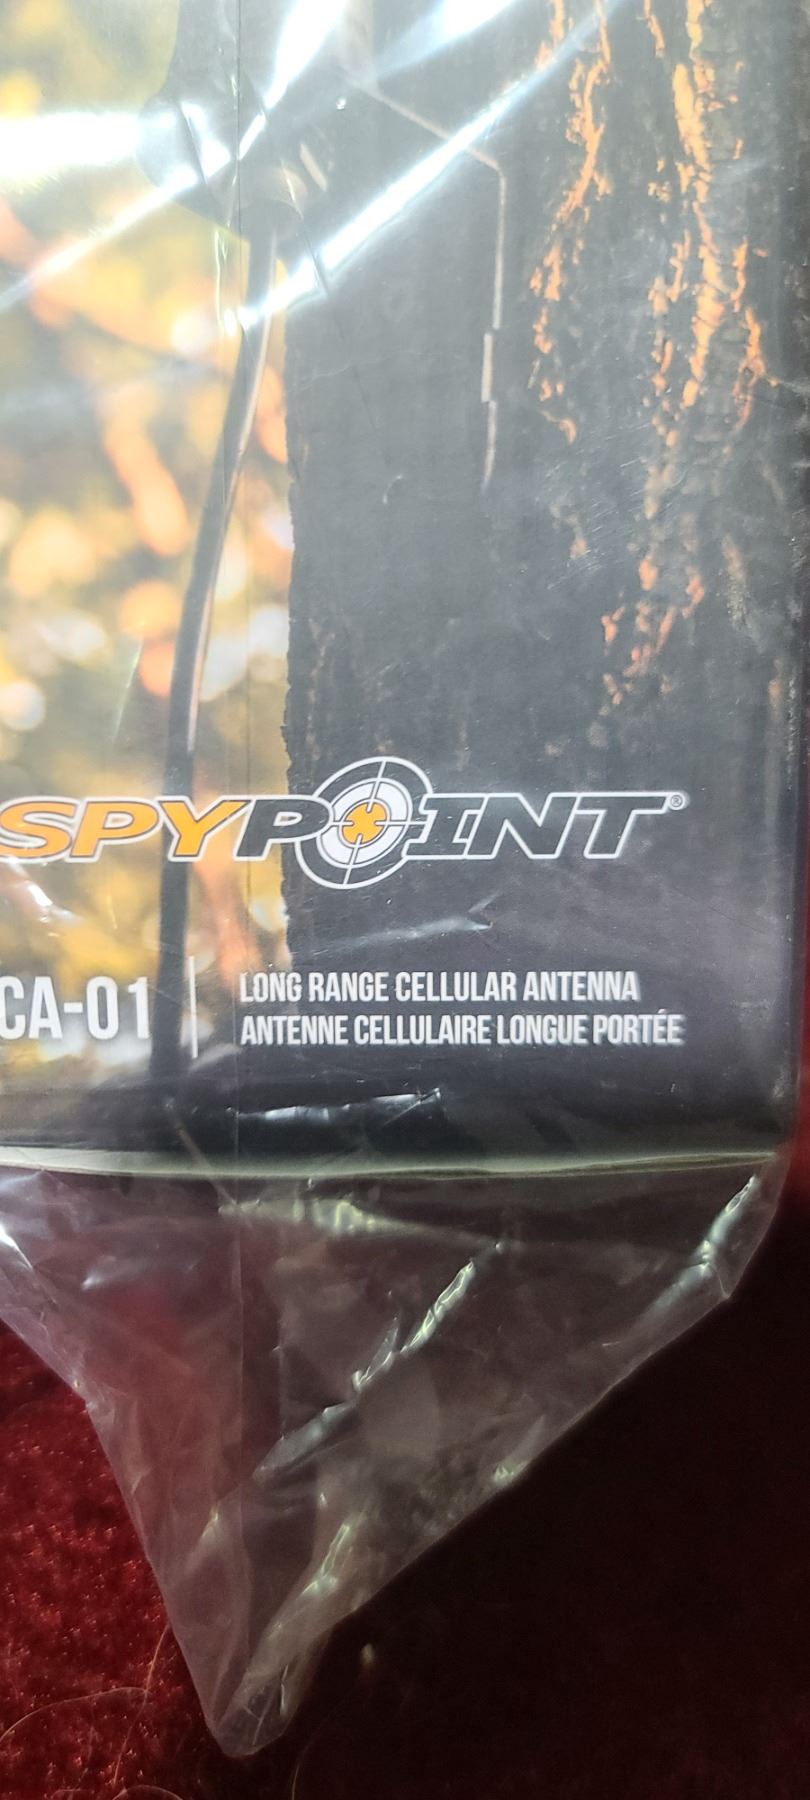 SPYPOINT®
CA-01
LONG RANGE CELLULAR ANTENNA
ANTENNE CELLULAIRE LONGUE PORTÉE